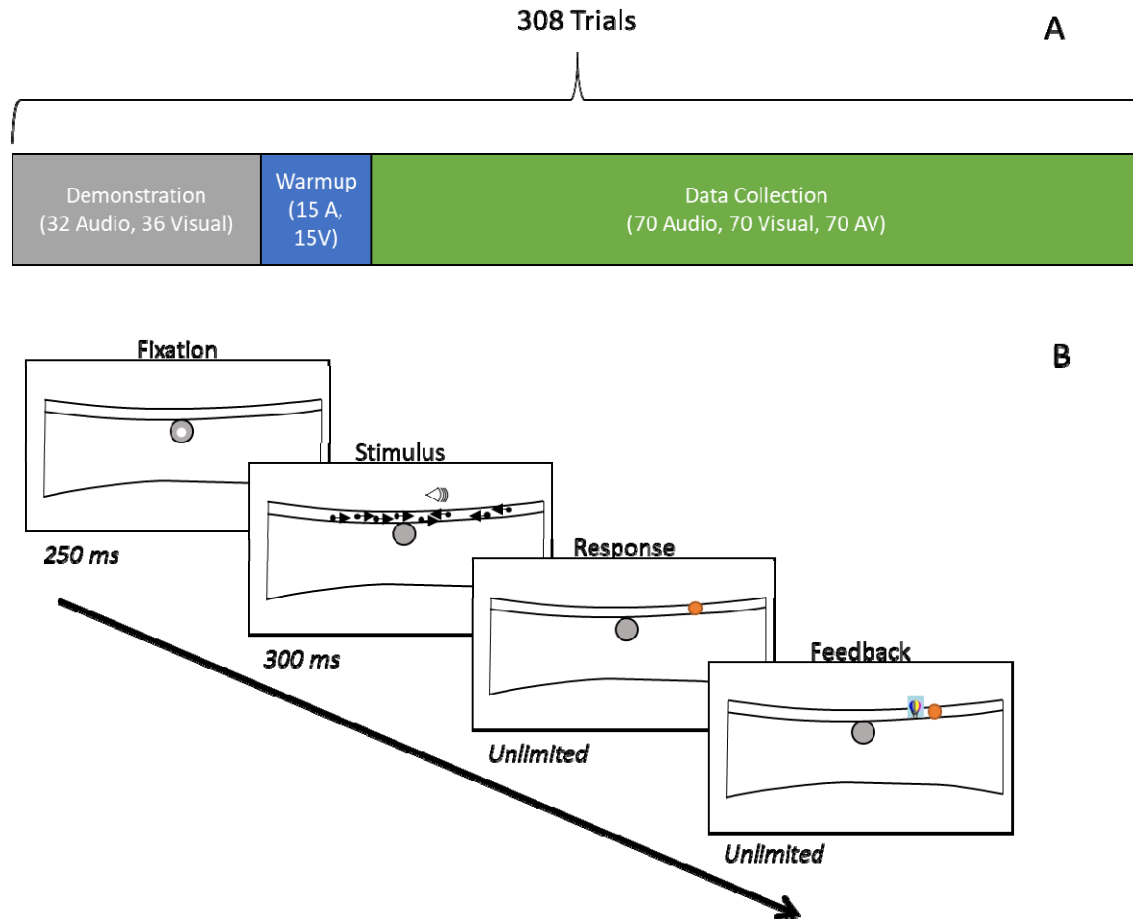 308 Trials
A
Demonstration
(32 Audio, 36 Visual)
Warmup
(15 A,
15V)
Data Collection
(70 Audio, 70 Visual, 70 AV)
B
Fixation
250 ms
Stimulus
300 ms
Response
Unlimited
Feedback
Unlimited